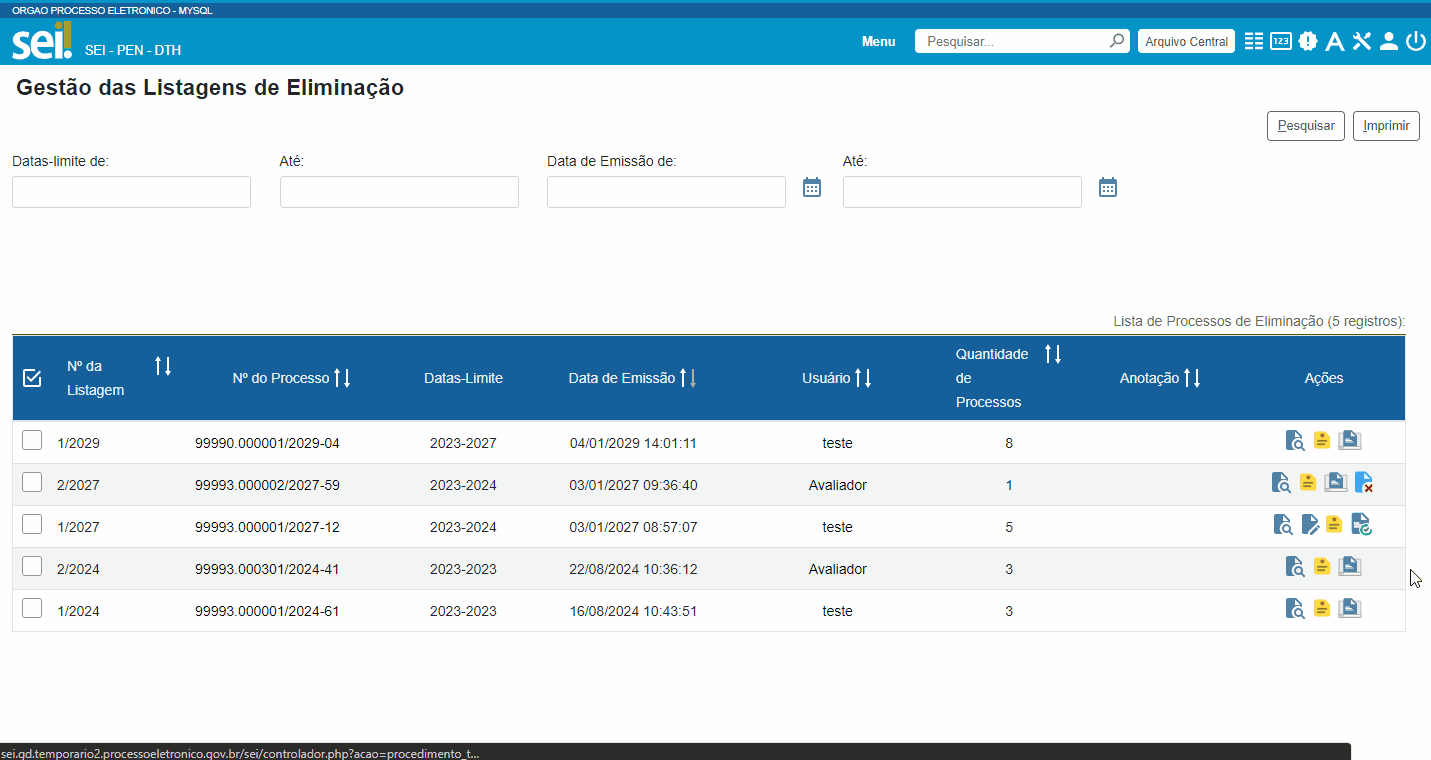 ORGAO PROCESSO ELETRONICO - MYSQL
sei!
SEI - PEN - DTH
Menu
Pesquisar...
Arquivo Central
123
Gestão das Listagens de Eliminação
Pesquisar Imprimir
Datas-limite de: Até: Data de Emissão de: Até:
Lista de Processos de Eliminação (5 registros):
Nº da Listagem Nº do Processo Datas-Limite Data de Emissão Usuário Quantidade de Processos Anotação Ações
1/2029 99990.000001/2029-04 2023-2027 04/01/2029 14:01:11 teste 8
2/2027 99993.000002/2027-59 2023-2024 03/01/2027 09:36:40 Avaliador 1
1/2027 99993.000001/2027-12 2023-2024 03/01/2027 08:57:07 teste 5
2/2024 99993.000301/2024-41 2023-2023 22/08/2024 10:36:12 Avaliador 3
1/2024 99993.000001/2024-61 2023-2023 16/08/2024 10:43:51 teste 3
sei.gd.temporario2.processoeletronico.gov.br/sei/controlador.php?acao=procedimento_t...